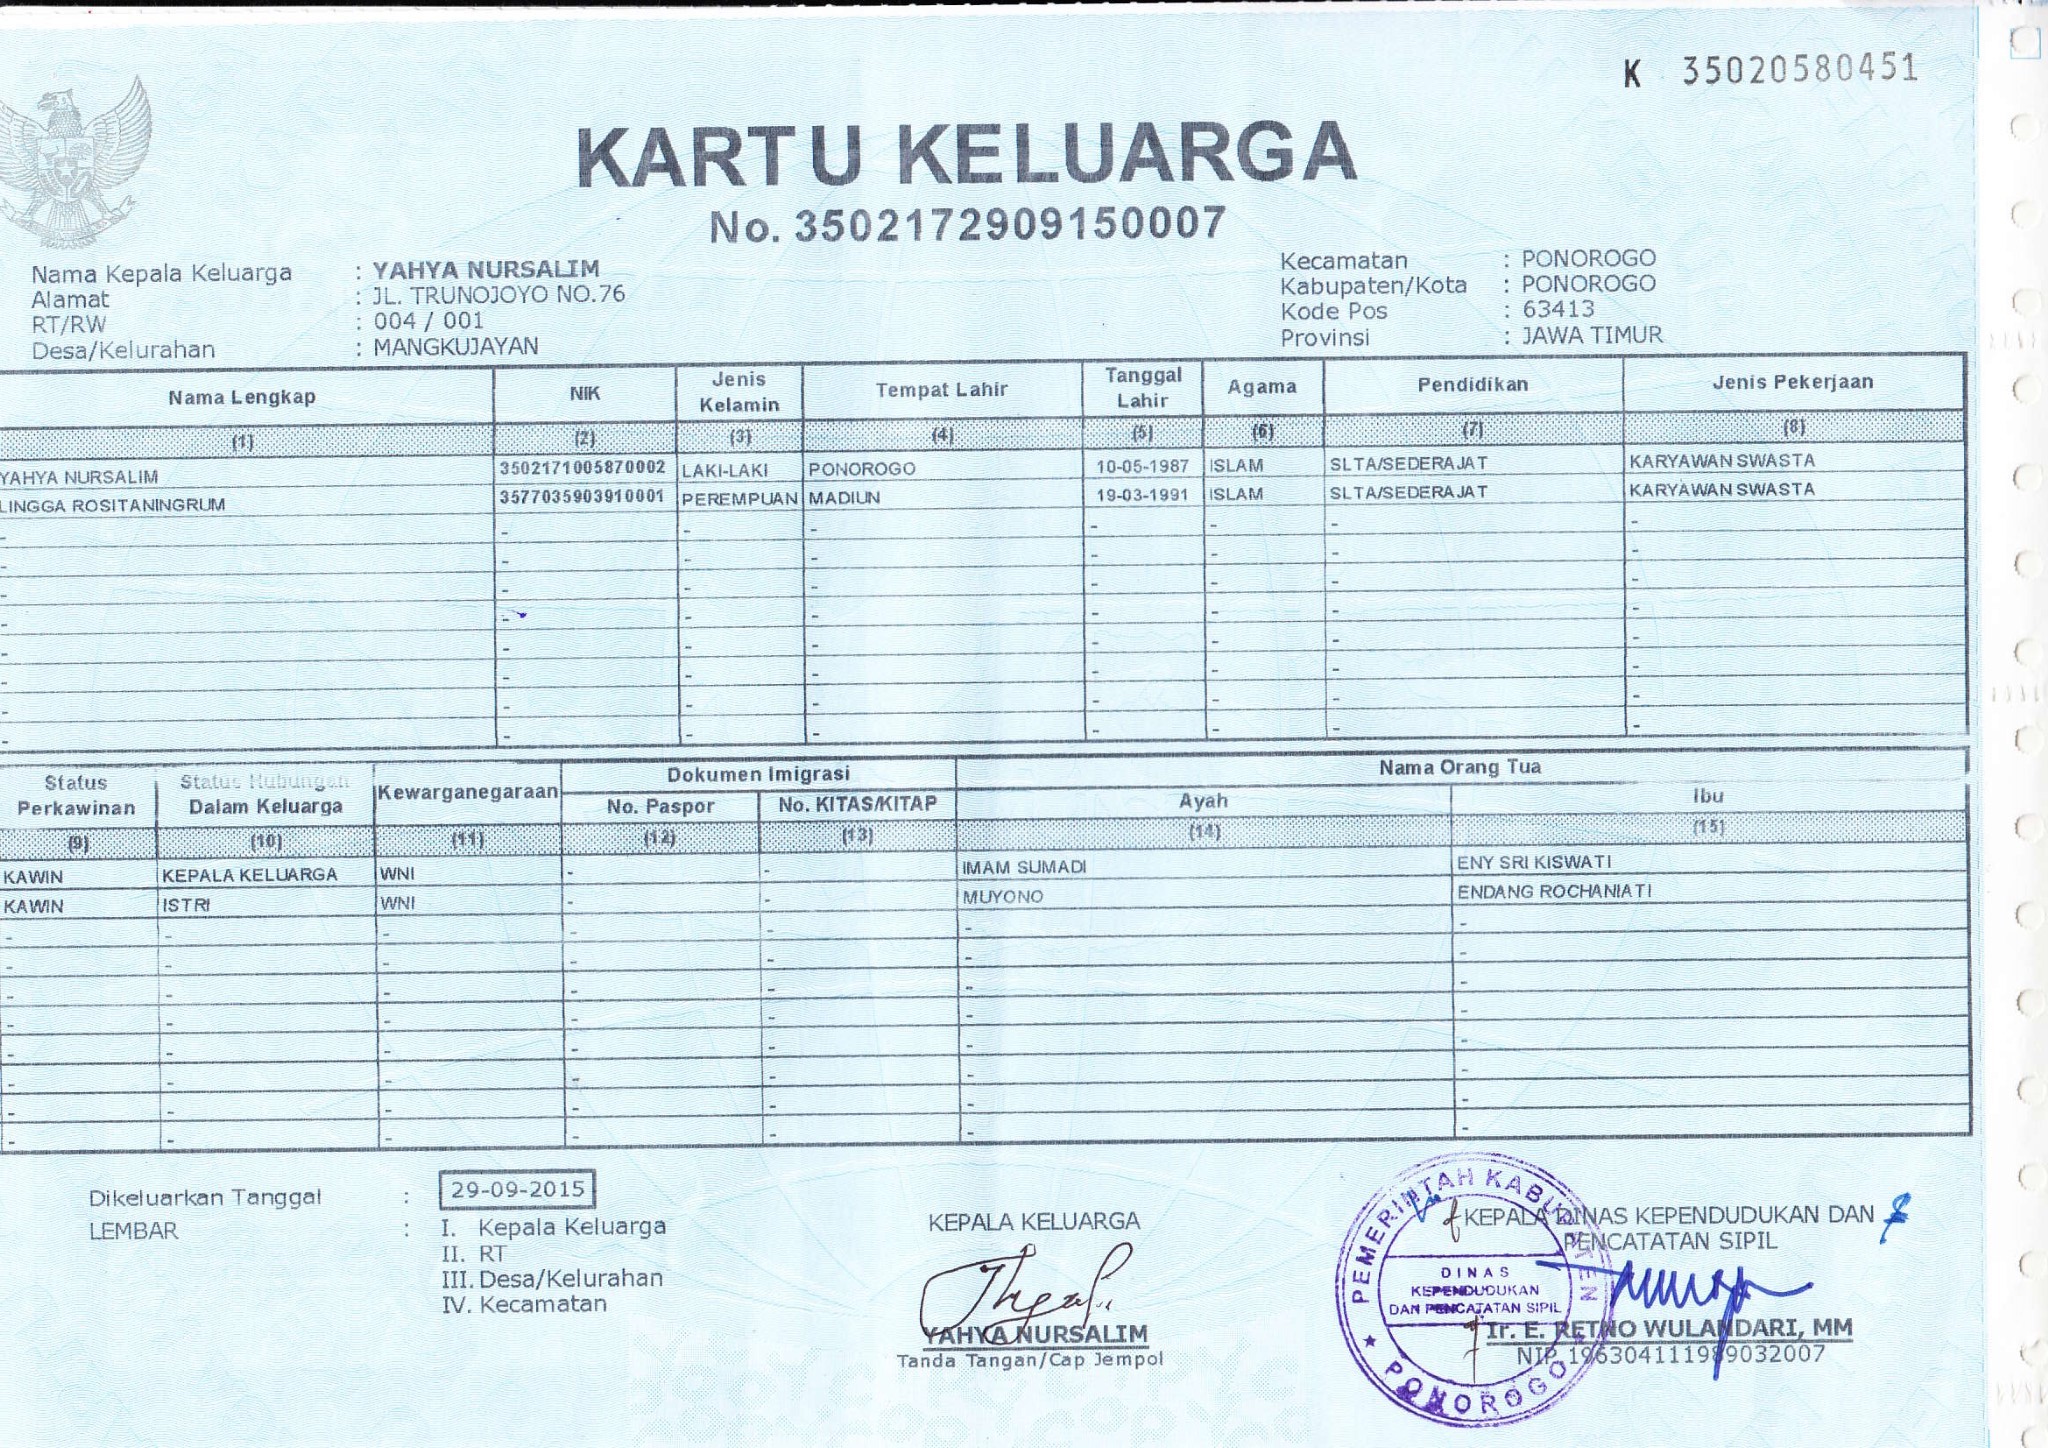 K 35020580451
KARTU KELUARGA
No. 3502172909150007
Nama Kepala Keluarga : YAHYA NURSALIM
Alamat : JL. TRUNOJOYO NO.76
RT/RW : 004 / 001
Desa/Kelurahan : MANGKUJAYAN
Kecamatan : PONOROGO
Kabupaten/Kota : PONOROGO
Kode Pos : 63413
Provinsi : JAWA TIMUR
Nama Lengkap NIK Jenis Kelamin Tempat Lahir Tanggal Lahir Agama Pendidikan Jenis Pekerjaan
(1) (2) (3) (4) (5) (6) (7) (8)
YAHYA NURSALIM 3502171005870002 LAKI-LAKI PONOROGO 10-05-1987 ISLAM SLTA/SEDERAJAT KARYAWAN SWASTA
LINGGA ROSITANINGRUM 3577035903910001 PEREMPUAN MADIUN 19-03-1991 ISLAM SLTA/SEDERAJAT KARYAWAN SWASTA
- - - - - - - -
- - - - - - - -
- - - - - - - -
- - - - - - - -
- - - - - - - -
- - - - - - - -
- - - - - - - -
- - - - - - - -
Status Perkawinan Status Hubungan Dalam Keluarga Kewarganegaraan Dokumen Imigrasi Nama Orang Tua
No. Paspor No. KITAS/KITAP Ayah Ibu
(9) (10) (11) (12) (13) (14) (15)
KAWIN KEPALA KELUARGA WNI - - IMAM SUMADI ENY SRI KISWATI
KAWIN ISTRI WNI - - MUYONO ENDANG ROCHANIATI
- - - - - - -
- - - - - - -
- - - - - - -
- - - - - - -
- - - - - - -
- - - - - - -
- - - - - - -
- - - - - - -
Dikeluarkan Tanggal : 29-09-2015
LEMBAR : I. Kepala Keluarga
II. RT
III. Desa/Kelurahan
IV. Kecamatan
KEPALA KELUARGA
YAHYA NURSALIM
Tanda Tangan/Cap Jempol
KEPALA DINAS KEPENDUDUKAN DAN
PENCATATAN SIPIL
Ir. E. RETNO WULANDARI, MM
NIP 196304111989032007
PEMERINTAH KABUPATEN
DINAS
KEPENDUDUKAN
DAN PENCATATAN SIPIL
PONOROGO